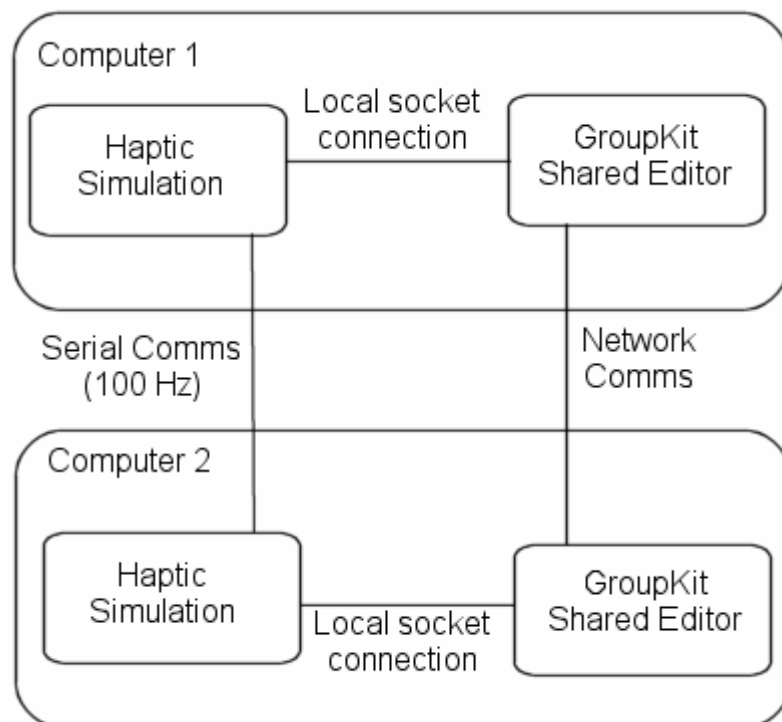 Computer 1
Local socket
connection
Haptic
Simulation
GroupKit
Shared Editor
Serial Comms
(100 Hz)
Network
Comms
Computer 2
Haptic
Simulation
Local socket
connection
GroupKit
Shared Editor